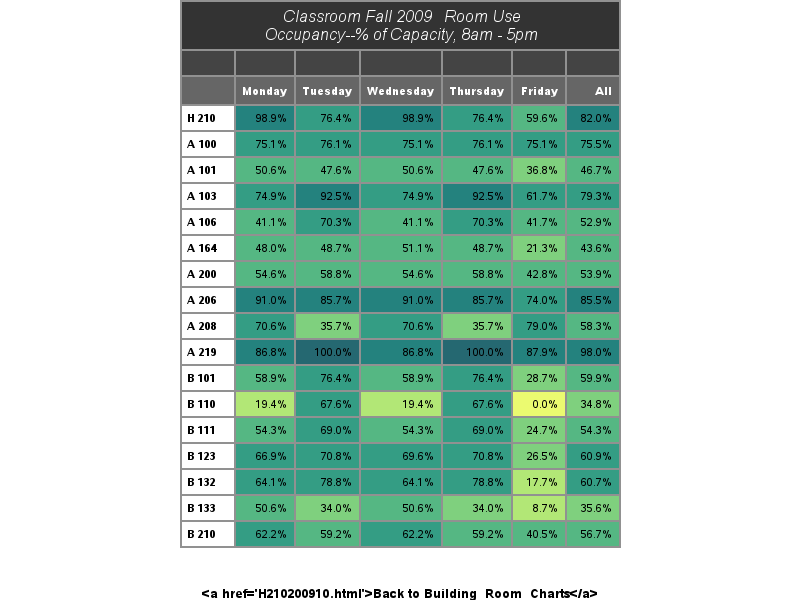 Classroom Fall 2009 Room Use
Occupancy--% of Capacity, 8am - 5pm
Monday Tuesday Wednesday Thursday Friday All
H 210 98.9% 76.4% 98.9% 76.4% 59.6% 82.0%
A 100 75.1% 76.1% 75.1% 76.1% 75.1% 75.5%
A 101 50.6% 47.6% 50.6% 47.6% 36.8% 46.7%
A 103 74.9% 92.5% 74.9% 92.5% 61.7% 79.3%
A 106 41.1% 70.3% 41.1% 70.3% 41.7% 52.9%
A 164 48.0% 48.7% 51.1% 48.7% 21.3% 43.6%
A 200 54.6% 58.8% 54.6% 58.8% 42.8% 53.9%
A 206 91.0% 85.7% 91.0% 85.7% 74.0% 85.5%
A 208 70.6% 35.7% 70.6% 35.7% 79.0% 58.3%
A 219 86.8% 100.0% 86.8% 100.0% 87.9% 98.0%
B 101 58.9% 76.4% 58.9% 76.4% 28.7% 59.9%
B 110 19.4% 67.6% 19.4% 67.6% 0.0% 34.8%
B 111 54.3% 69.0% 54.3% 69.0% 24.7% 54.3%
B 123 66.9% 70.8% 69.6% 70.8% 26.5% 60.9%
B 132 64.1% 78.8% 64.1% 78.8% 17.7% 60.7%
B 133 50.6% 34.0% 50.6% 34.0% 8.7% 35.6%
B 210 62.2% 59.2% 62.2% 59.2% 40.5% 56.7%
<a href='H210200910.html'>Back to Building Room Charts</a>